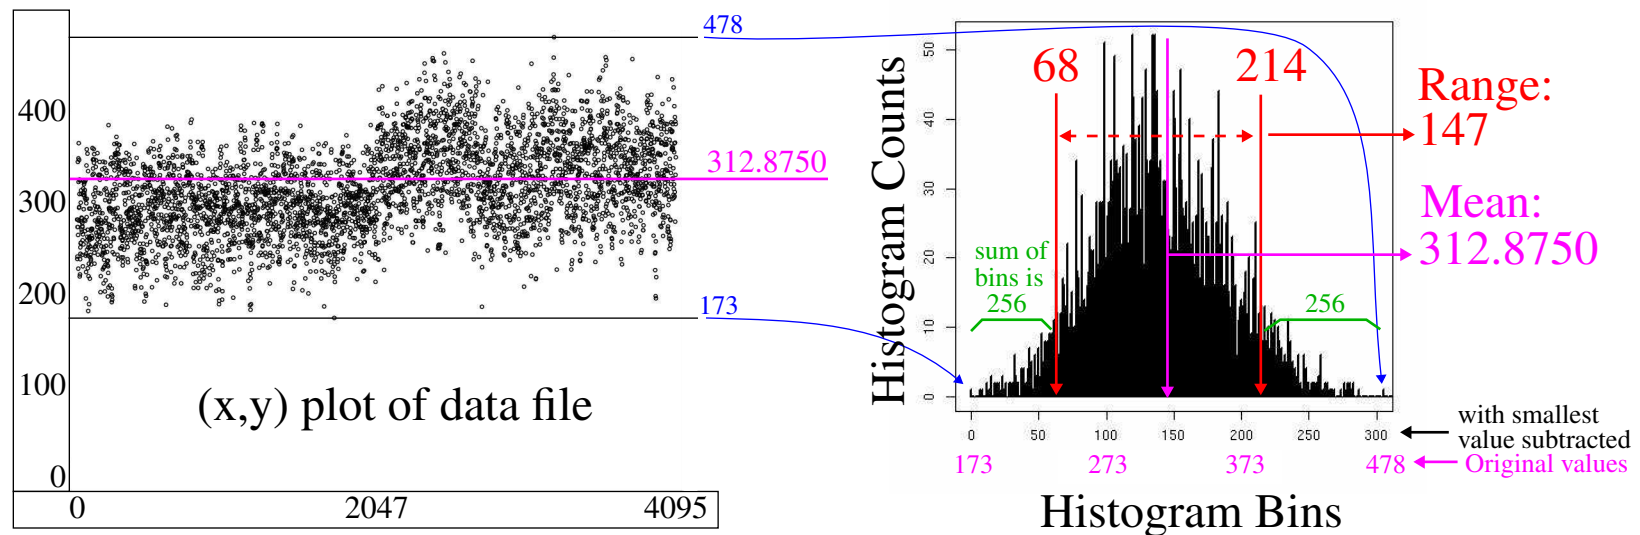 478
400
312.8750
300
200
173
100
(x,y) plot of data file
0
0 2047 4095
Histogram Counts
50
40
30
20
10
0
68
214
Range:
147
Mean:
312.8750
sum of
bins is
256
256
0 50 100 150 200 250 300
with smallest
value subtracted
173 273 373 478
Original values
Histogram Bins